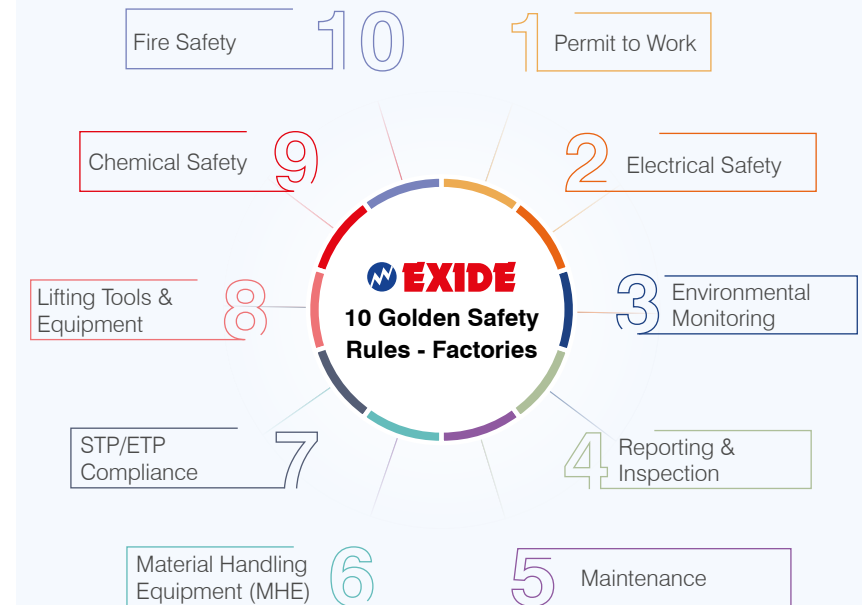 EXIDE
10 Golden Safety
Rules - Factories
1 Permit to Work
2 Electrical Safety
3 Environmental
Monitoring
4 Reporting &
Inspection
5 Maintenance
6 Material Handling
Equipment (MHE)
7 STP/ETP
Compliance
8 Lifting Tools &
Equipment
9 Chemical Safety
10 Fire Safety